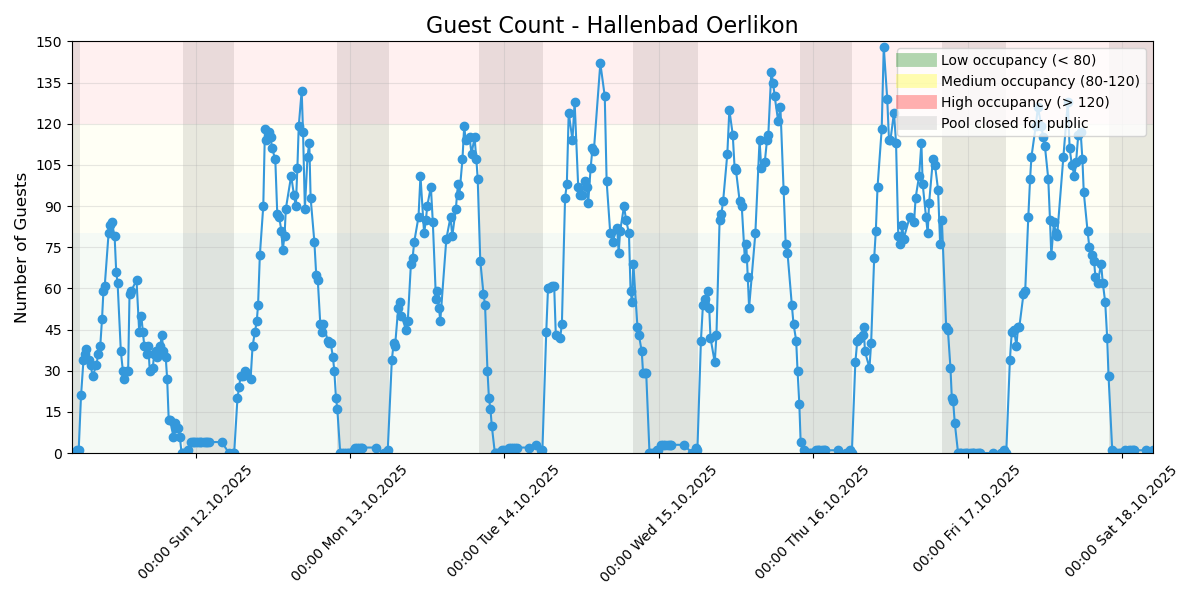 Guest Count - Hallenbad Oerlikon
Number of Guests
150
135
120
105
90
75
60
45
30
15
0
Low occupancy (< 80)
Medium occupancy (80-120)
High occupancy (> 120)
Pool closed for public
00:00 Sun 12.10.2025
00:00 Mon 13.10.2025
00:00 Tue 14.10.2025
00:00 Wed 15.10.2025
00:00 Thu 16.10.2025
00:00 Fri 17.10.2025
00:00 Sat 18.10.2025